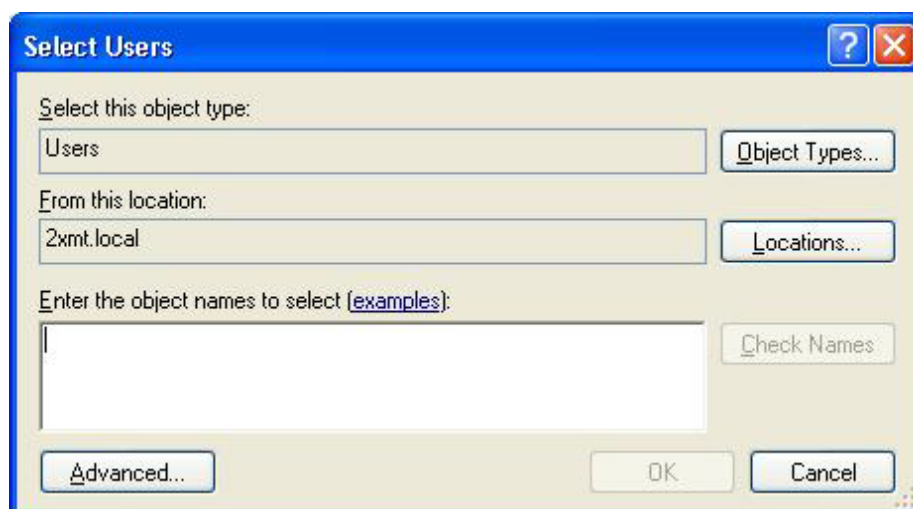 Select Users
?
Select this object type:
Users
Object Types...
From this location:
2xmt.local
Locations...
Enter the object names to select (examples):
Check Names
Advanced...
OK
Cancel